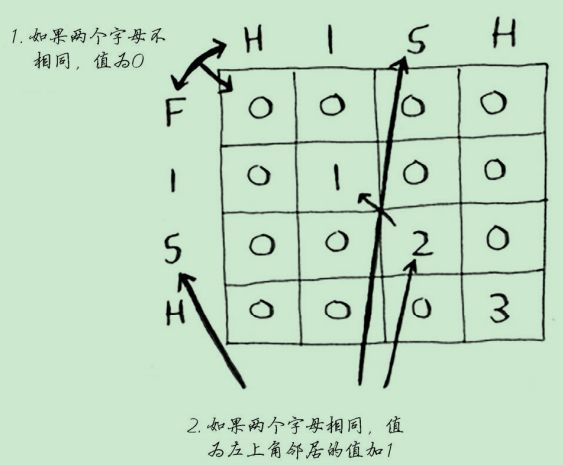 1. 如果两个字母不
相同，值为0
H I S H
F 0 0 0 0
I 0 1 0 0
S 0 0 2 0
H 0 0 0 3
2. 如果两个字母相同，值
为左上角邻居的值加1